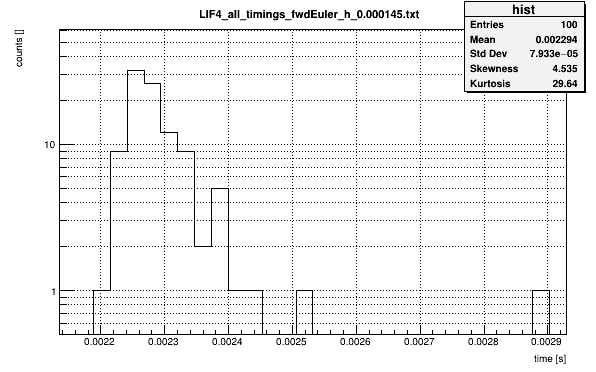 LIF4_all_timings_fwdEuler_h_0.000145.txt
hist
Entries 100
Mean 0.002294
Std Dev 7.933e−05
Skewness 4.535
Kurtosis 29.64
counts []
10
1
0.0022 0.0023 0.0024 0.0025 0.0026 0.0027 0.0028 0.0029
time [s]